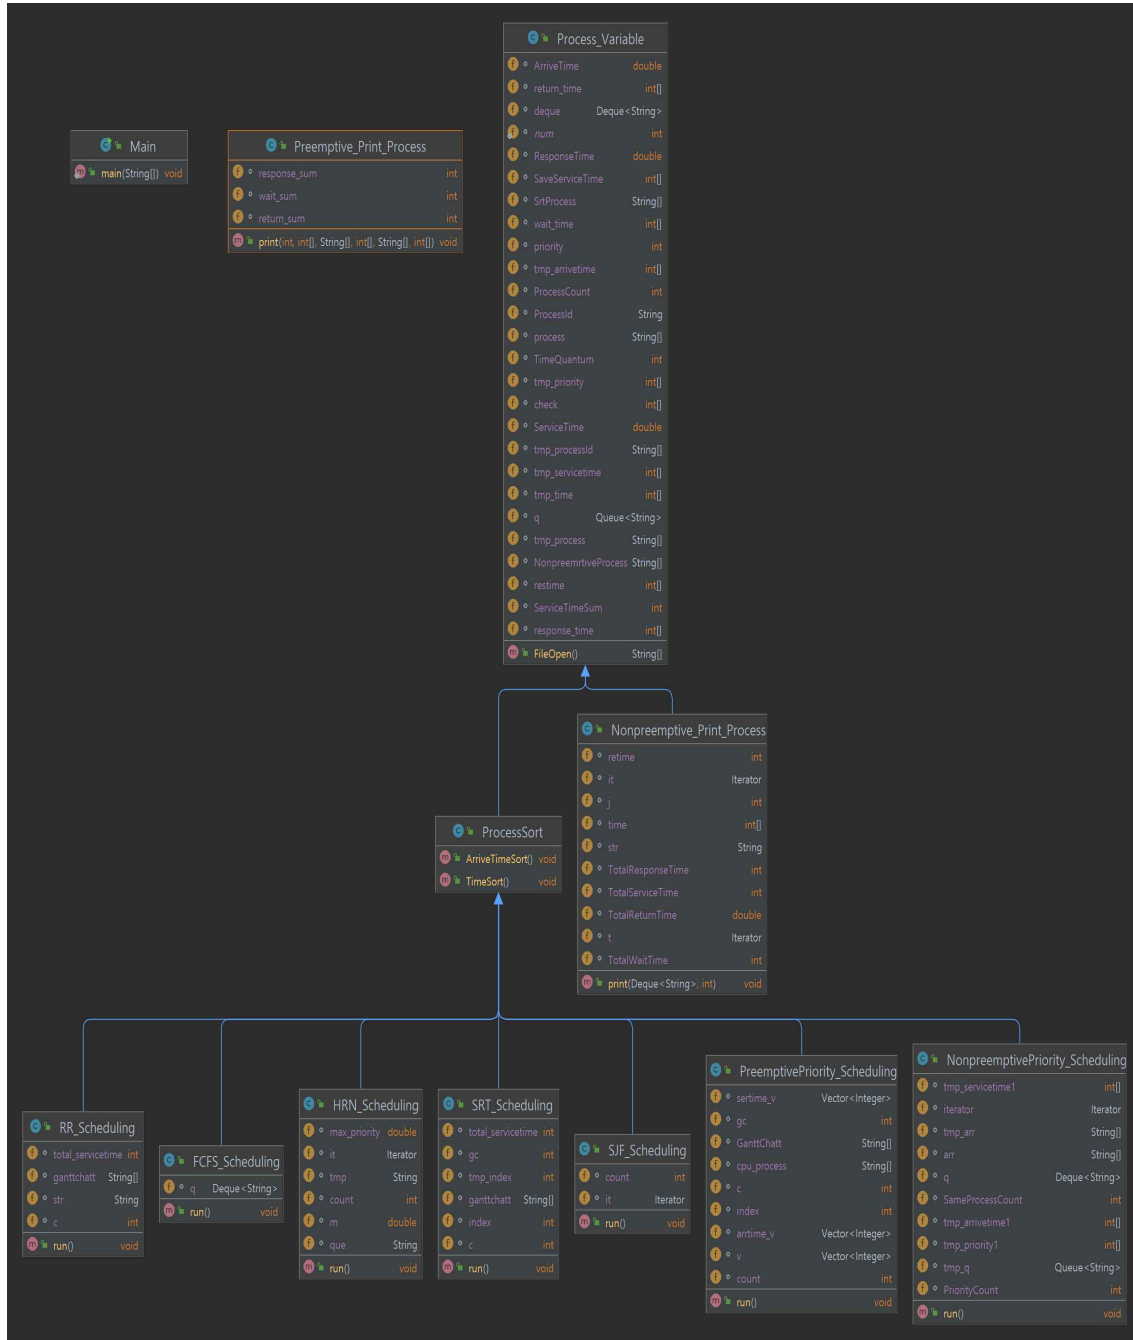 Process_Variable
ArriveTime double
return_time int[]
deque Deque<String>
num int
ResponseTime double
SaveServiceTime int[]
SrtProcess String[]
wait_time int[]
priority int
tmp_arrivetime int[]
ProcessCount int
ProcessId String
process String[]
TimeQuantum int
tmp_priority int[]
check int[]
ServiceTime double
tmp_processId String[]
tmp_servicetime int[]
tmp_time int[]
q Queue<String>
tmp_process String[]
NonpreemrtiveProcess String[]
restime int[]
ServiceTimeSum int
response_time int[]
FileOpen() String[]
Main
main(String[]) void
Preemptive_Print_Process
response_sum int
wait_sum int
return_sum int
print(int, int[], String[], int[], String[], int[]) void
Nonpreemptive_Print_Process
retime int
it Iterator
j int
time int[]
str String
TotalResponseTime int
TotalServiceTime int
TotalReturnTime double
t Iterator
TotalWaitTime int
print(Deque<String>, int) void
ProcessSort
ArriveTimeSort() void
TimeSort() void
RR_Scheduling
total_servicetime int
ganttchatt String[]
str String
c int
run() void
FCFS_Scheduling
q Deque<String>
run() void
HRN_Scheduling
max_priority double
it Iterator
tmp String
count int
m double
que String
run() void
SRT_Scheduling
total_servicetime int
gc int
tmp_index int
ganttchatt String[]
index int
c int
run() void
SJF_Scheduling
count int
it Iterator
run() void
PreemptivePriority_Scheduling
sertime_v Vector<Integer>
gc int
GanttChatt String[]
cpu_process String[]
c int
index int
arrtime_v Vector<Integer>
v Vector<Integer>
count int
run() void
NonpreemptivePriority_Scheduling
tmp_servicetime1 int[]
iterator Iterator
tmp_arr String[]
arr String[]
q Deque<String>
SameProcessCount int
tmp_arrivetime1 int[]
tmp_priority1 int[]
tmp_q Queue<String>
PriorityCount int
run() void